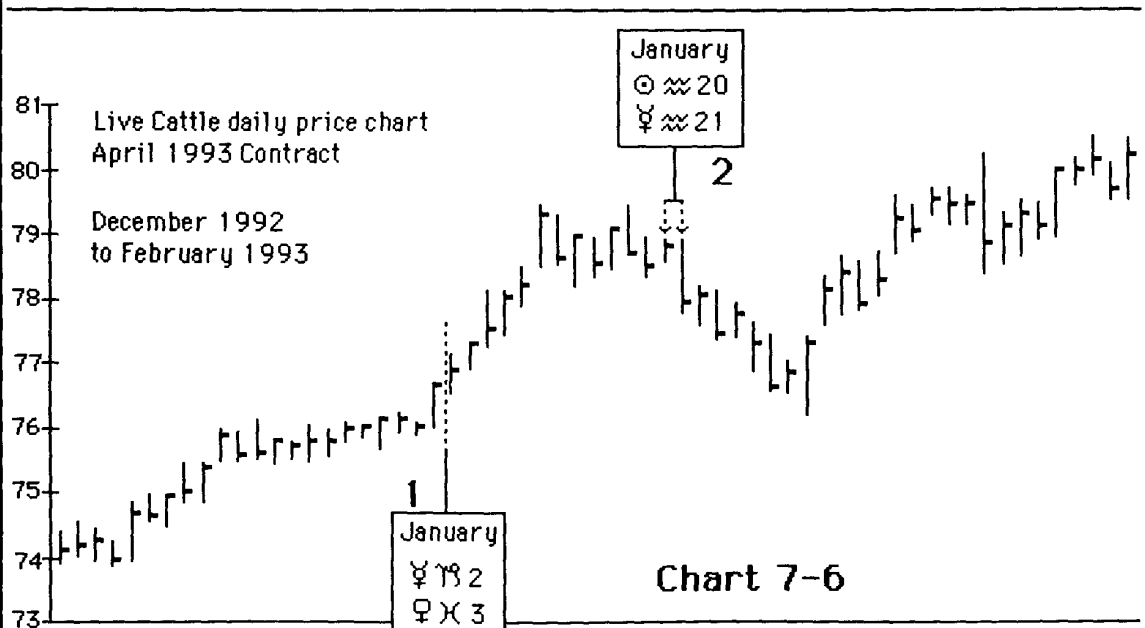 January
☉ ♒ 20
☿ ♒ 21
2
81
Live Cattle daily price chart
April 1993 Contract
80
December 1992
79
to February 1993
78
77
76
75
1
January
74
☿ ♑ 2
Chart 7-6
♀ ♓ 3
73